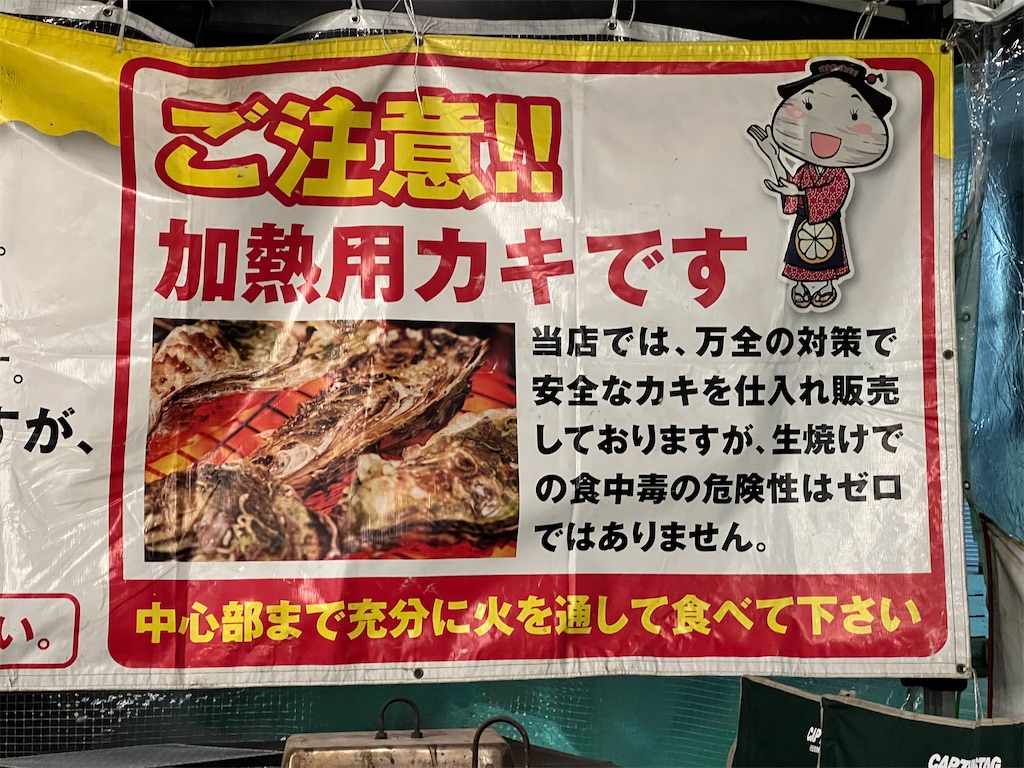 ご注意!!
加熱用カキです
当店では、万全の対策で
安全なカキを仕入れ販売
しておりますが、生焼けで
の食中毒の危険性はゼロ
ではありません。
中心部まで充分に火を通して食べて下さい
。
すが、
い。